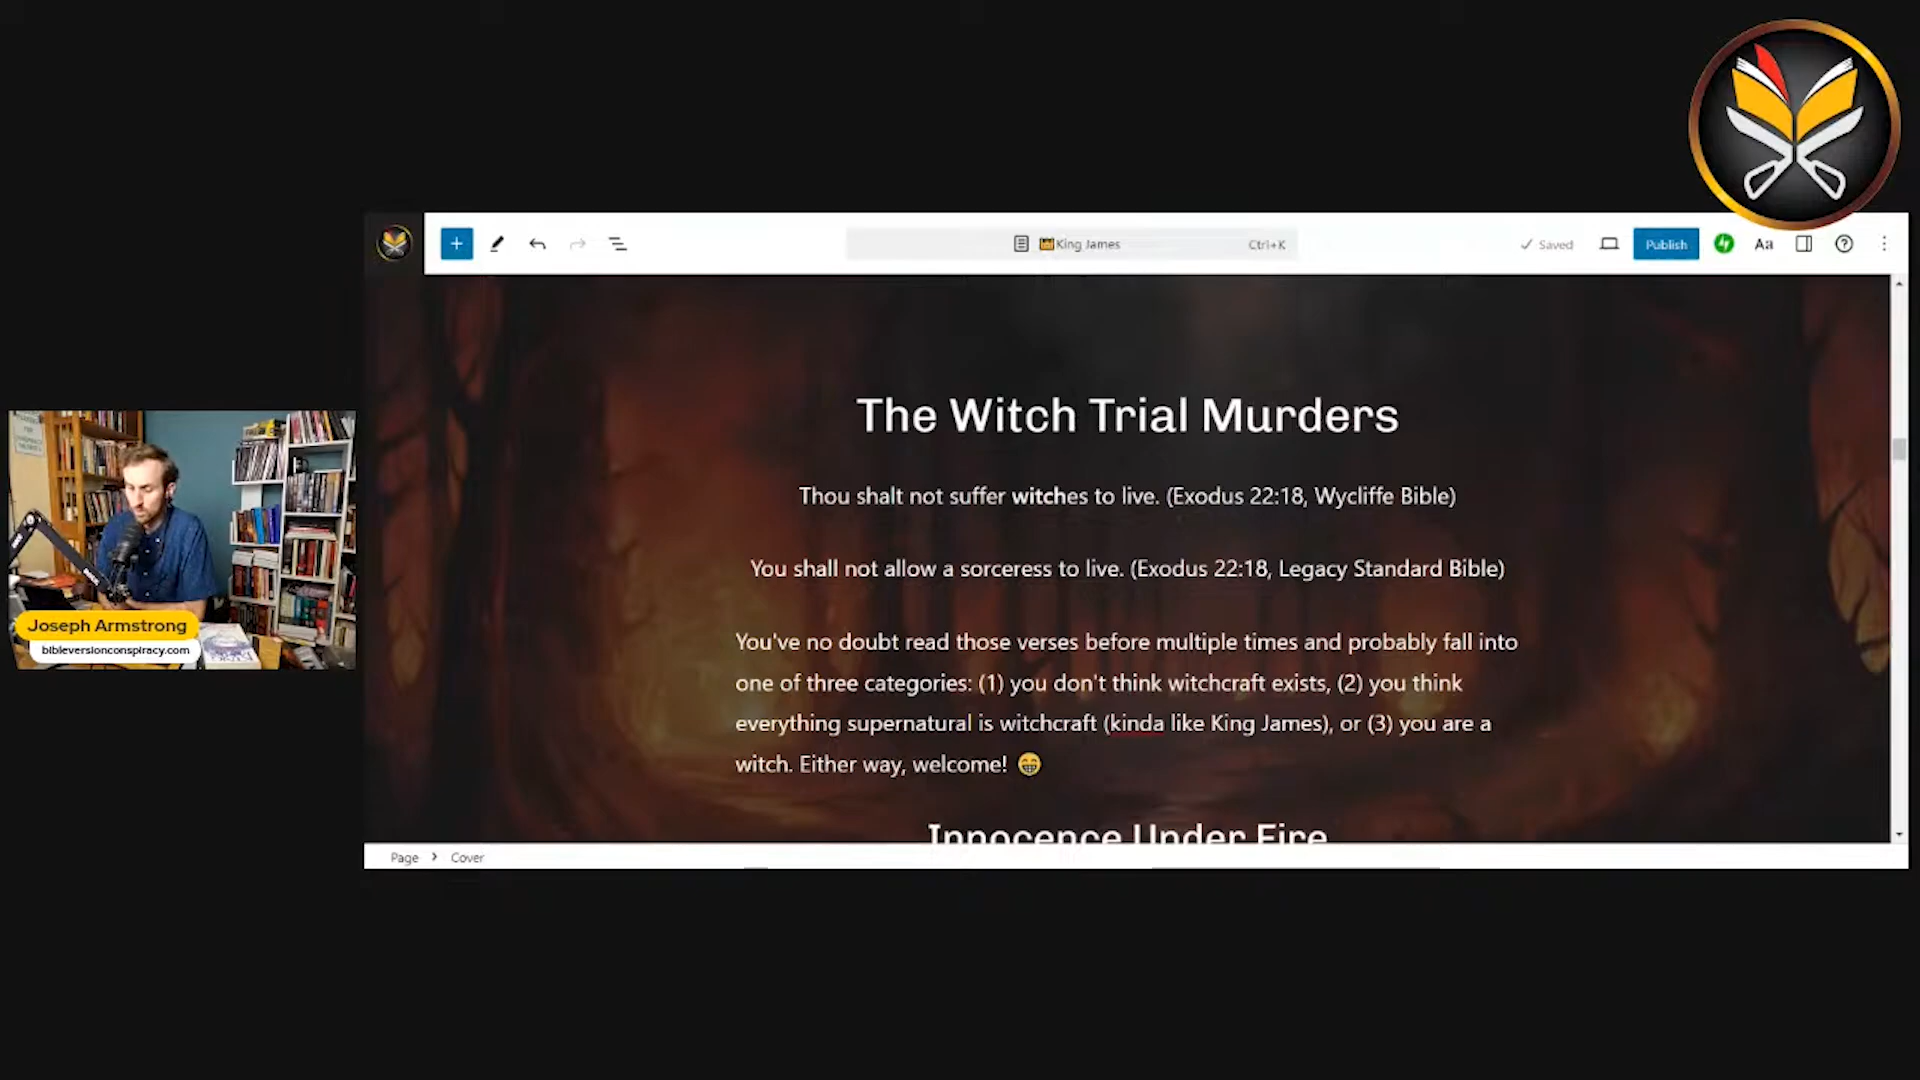 King James
Ctrl+K
Saved
Publish
Aa
The Witch Trial Murders
Thou shalt not suffer witches to live. (Exodus 22:18, Wycliffe Bible)
You shall not allow a sorceress to live. (Exodus 22:18, Legacy Standard Bible)
You've no doubt read those verses before multiple times and probably fall into
one of three categories: (1) you don't think witchcraft exists, (2) you think
everything supernatural is witchcraft (kinda like King James), or (3) you are a
witch. Either way, welcome! 😁
Innocence Under Fire
Page > Cover
Joseph Armstrong
bibleversionconspiracy.com